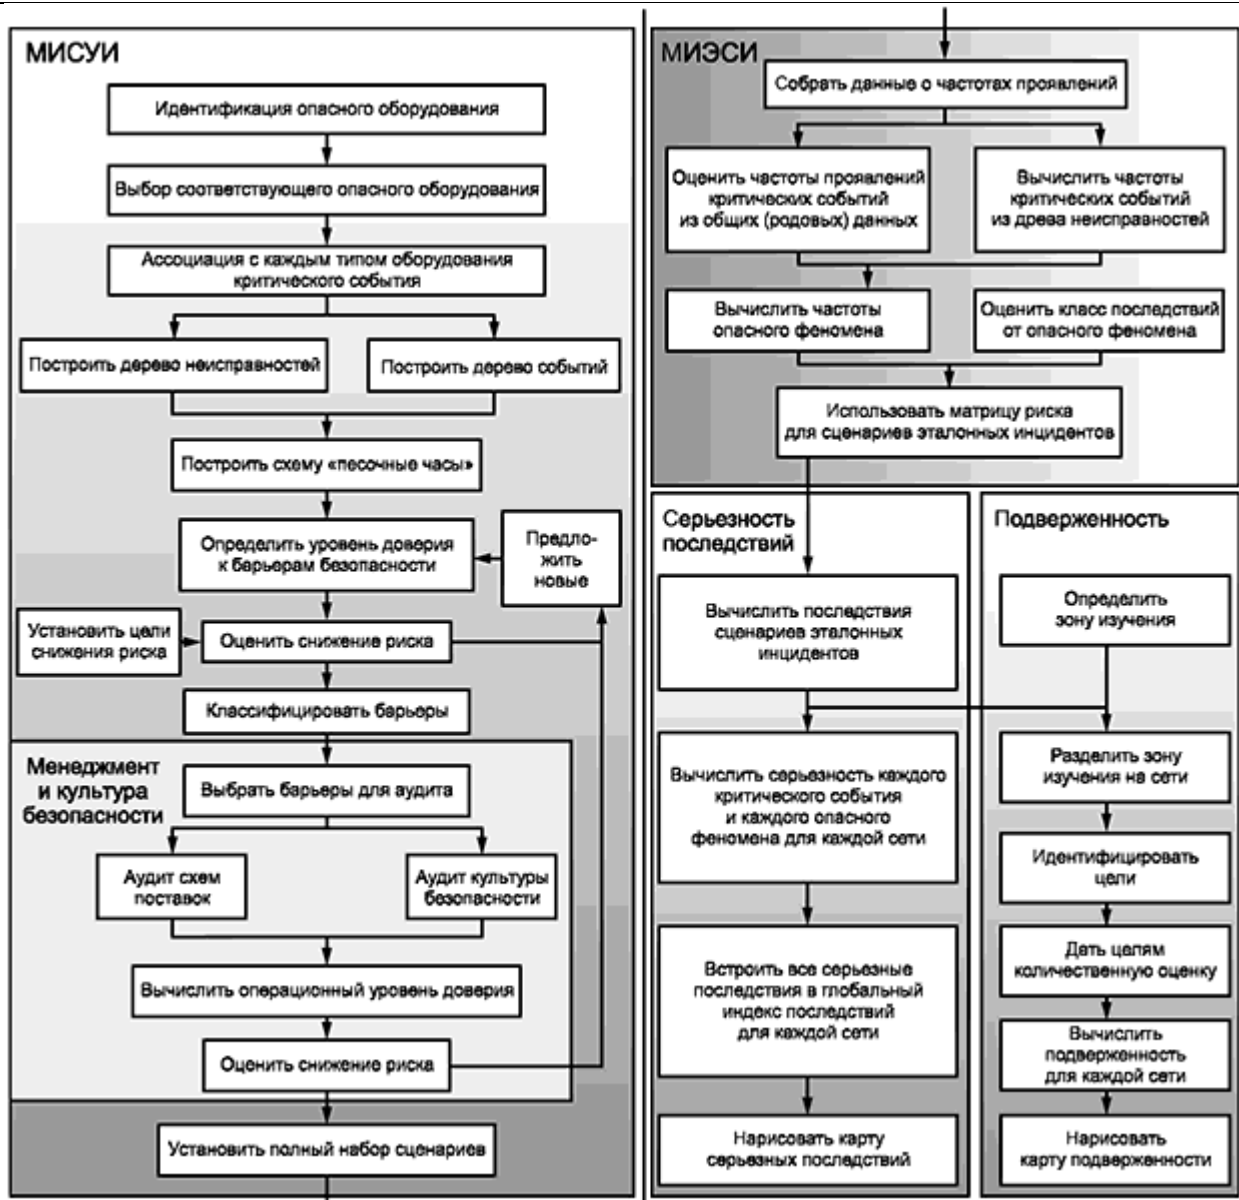 МИСУИ
Идентификация опасного оборудования
Выбор соответствующего опасного оборудования
Ассоциация с каждым типом оборудования
критического события
Построить дерево неисправностей
Построить дерево событий
Построить схему «песочные часы»
Определить уровень доверия
к барьерам безопасности
Предло-
жить
новые
Установить цели
снижения риска
Оценить снижение риска
Классифицировать барьеры
Менеджмент
и культура
безопасности
Выбрать барьеры для аудита
Аудит схем
поставок
Аудит культуры
безопасности
Вычислить операционный уровень доверия
Оценить снижение риска
Установить полный набор сценариев
МИЭСИ
Собрать данные о частотах проявлений
Оценить частоты проявлений
критических событий
из общих (родовых) данных
Вычислить частоты
критических событий
из древа неисправностей
Вычислить частоты
опасного феномена
Оценить класс последствий
от опасного феномена
Использовать матрицу риска
для сценариев эталонных инцидентов
Серьезность
последствий
Вычислить последствия
сценариев эталонных
инцидентов
Вычислить серьезность каждого
критического события
и каждого опасного
феномена для каждой сети
Встроить все серьезные
последствия в глобальный
индекс последствий
для каждой сети
Нарисовать карту
серьезных последствий
Подверженность
Определить
зону изучения
Разделить зону
изучения на сети
Идентифицировать
цели
Дать целям
количественную оценку
Вычислить
подверженность
для каждой сети
Нарисовать
карту подверженности